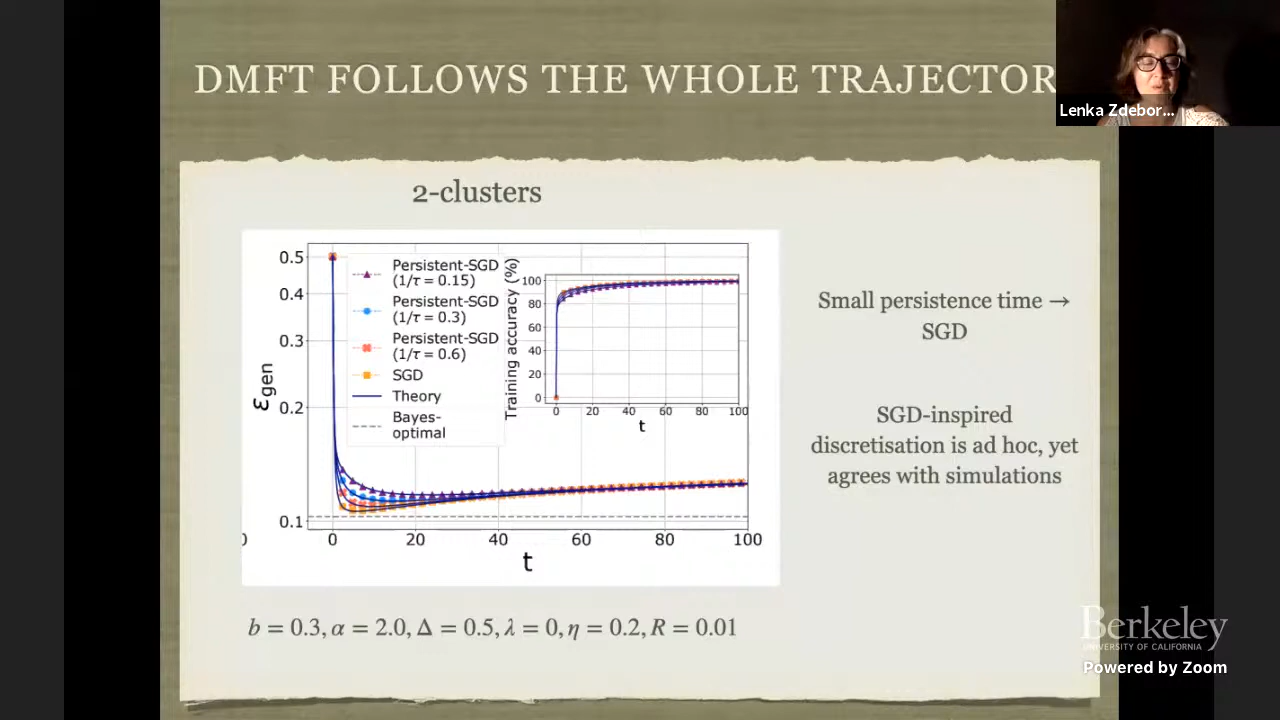 DMFT FOLLOWS THE WHOLE TRAJECTOR
Lenka Zdebor...
2-clusters
0.5
0.4
0.3
0.2
0.1
εgen
Persistent-SGD
(1/τ = 0.15)
Persistent-SGD
(1/τ = 0.3)
Persistent-SGD
(1/τ = 0.6)
SGD
Theory
Bayes-
optimal
Training accuracy (%)
100
80
60
40
20
0
0 20 40 60 80 100
t
0 0 20 40 60 80 100
t
b = 0.3, α = 2.0, Δ = 0.5, λ = 0, η = 0.2, R = 0.01
Small persistence time →
SGD
SGD-inspired
discretisation is ad hoc, yet
agrees with simulations
Berkeley
UNIVERSITY OF CALIFORNIA
Powered by Zoom